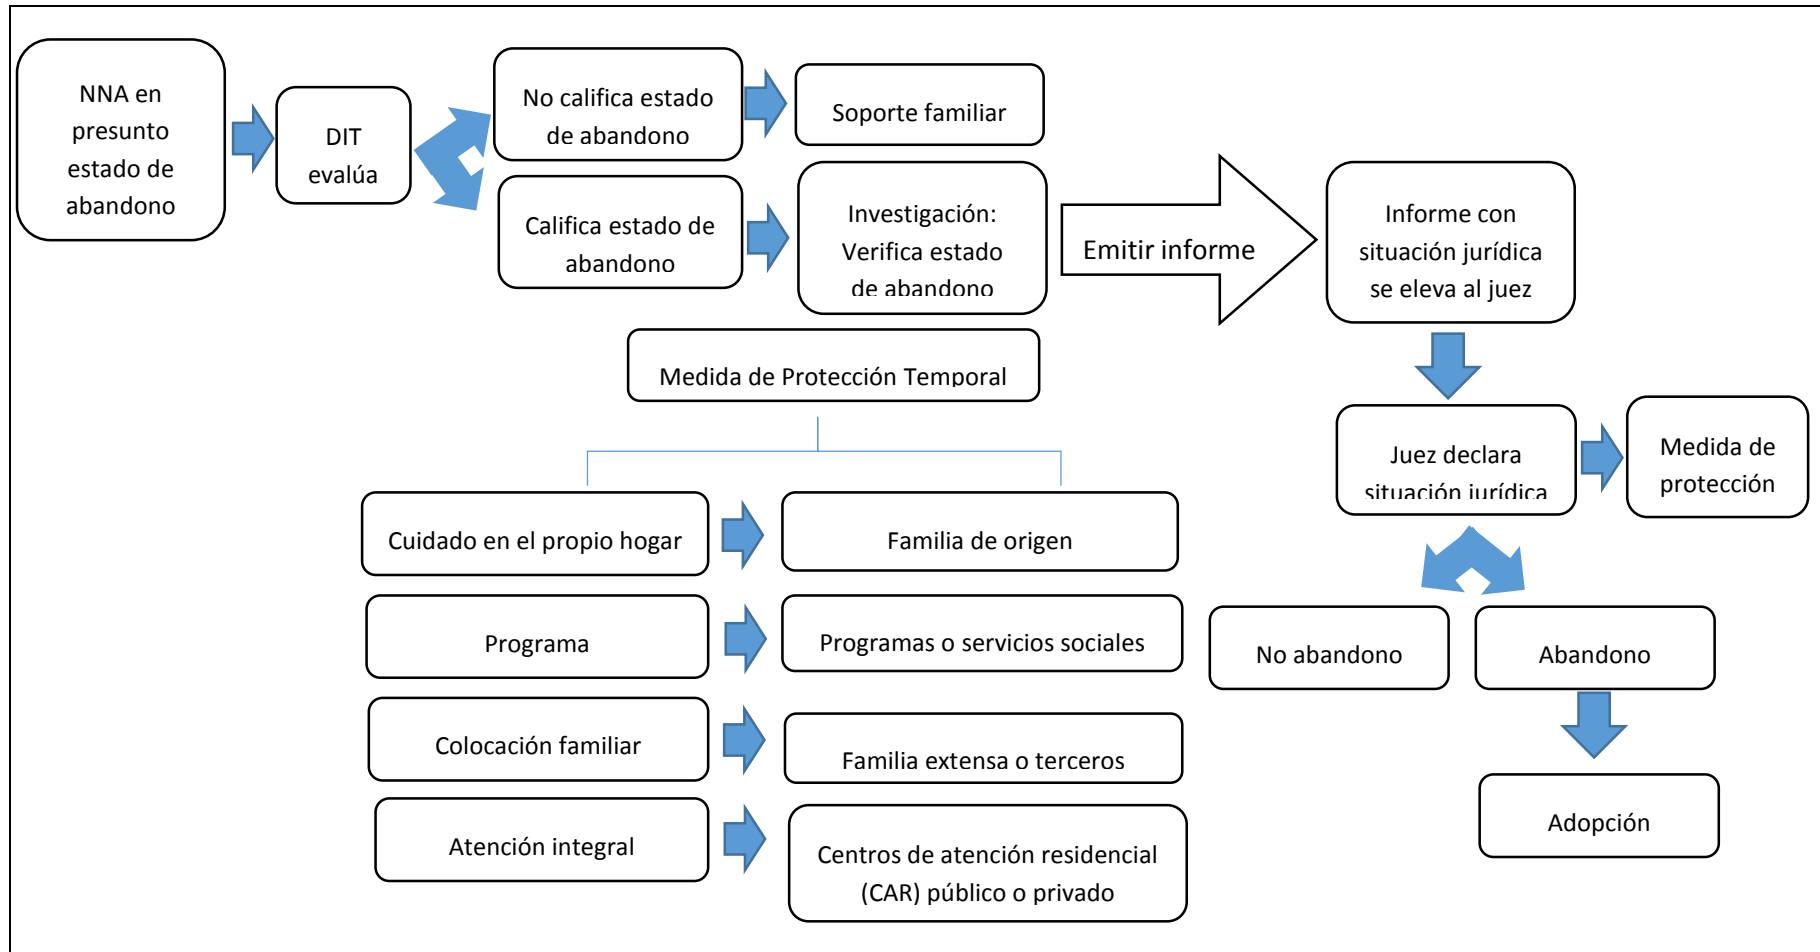 NNA en
presunto
estado de
abandono
DIT
evalúa
No califica estado
de abandono
Soporte familiar
Califica estado de
abandono
Investigación:
Verifica estado
de abandono
Emitir informe
Informe con
situación jurídica
se eleva al juez
Medida de Protección Temporal
Juez declara
situación jurídica
Medida de
protección
Cuidado en el propio hogar
Familia de origen
Programa
Programas o servicios sociales
No abandono
Abandono
Colocación familiar
Familia extensa o terceros
Adopción
Atención integral
Centros de atención residencial
(CAR) público o privado